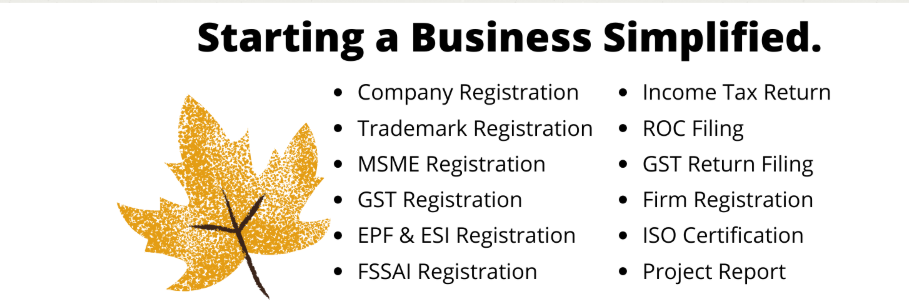 Starting a Business Simplified.
• Company Registration
• Trademark Registration
• MSME Registration
• GST Registration
• EPF & ESI Registration
• FSSAI Registration
• Income Tax Return
• ROC Filing
• GST Return Filing
• Firm Registration
• ISO Certification
• Project Report